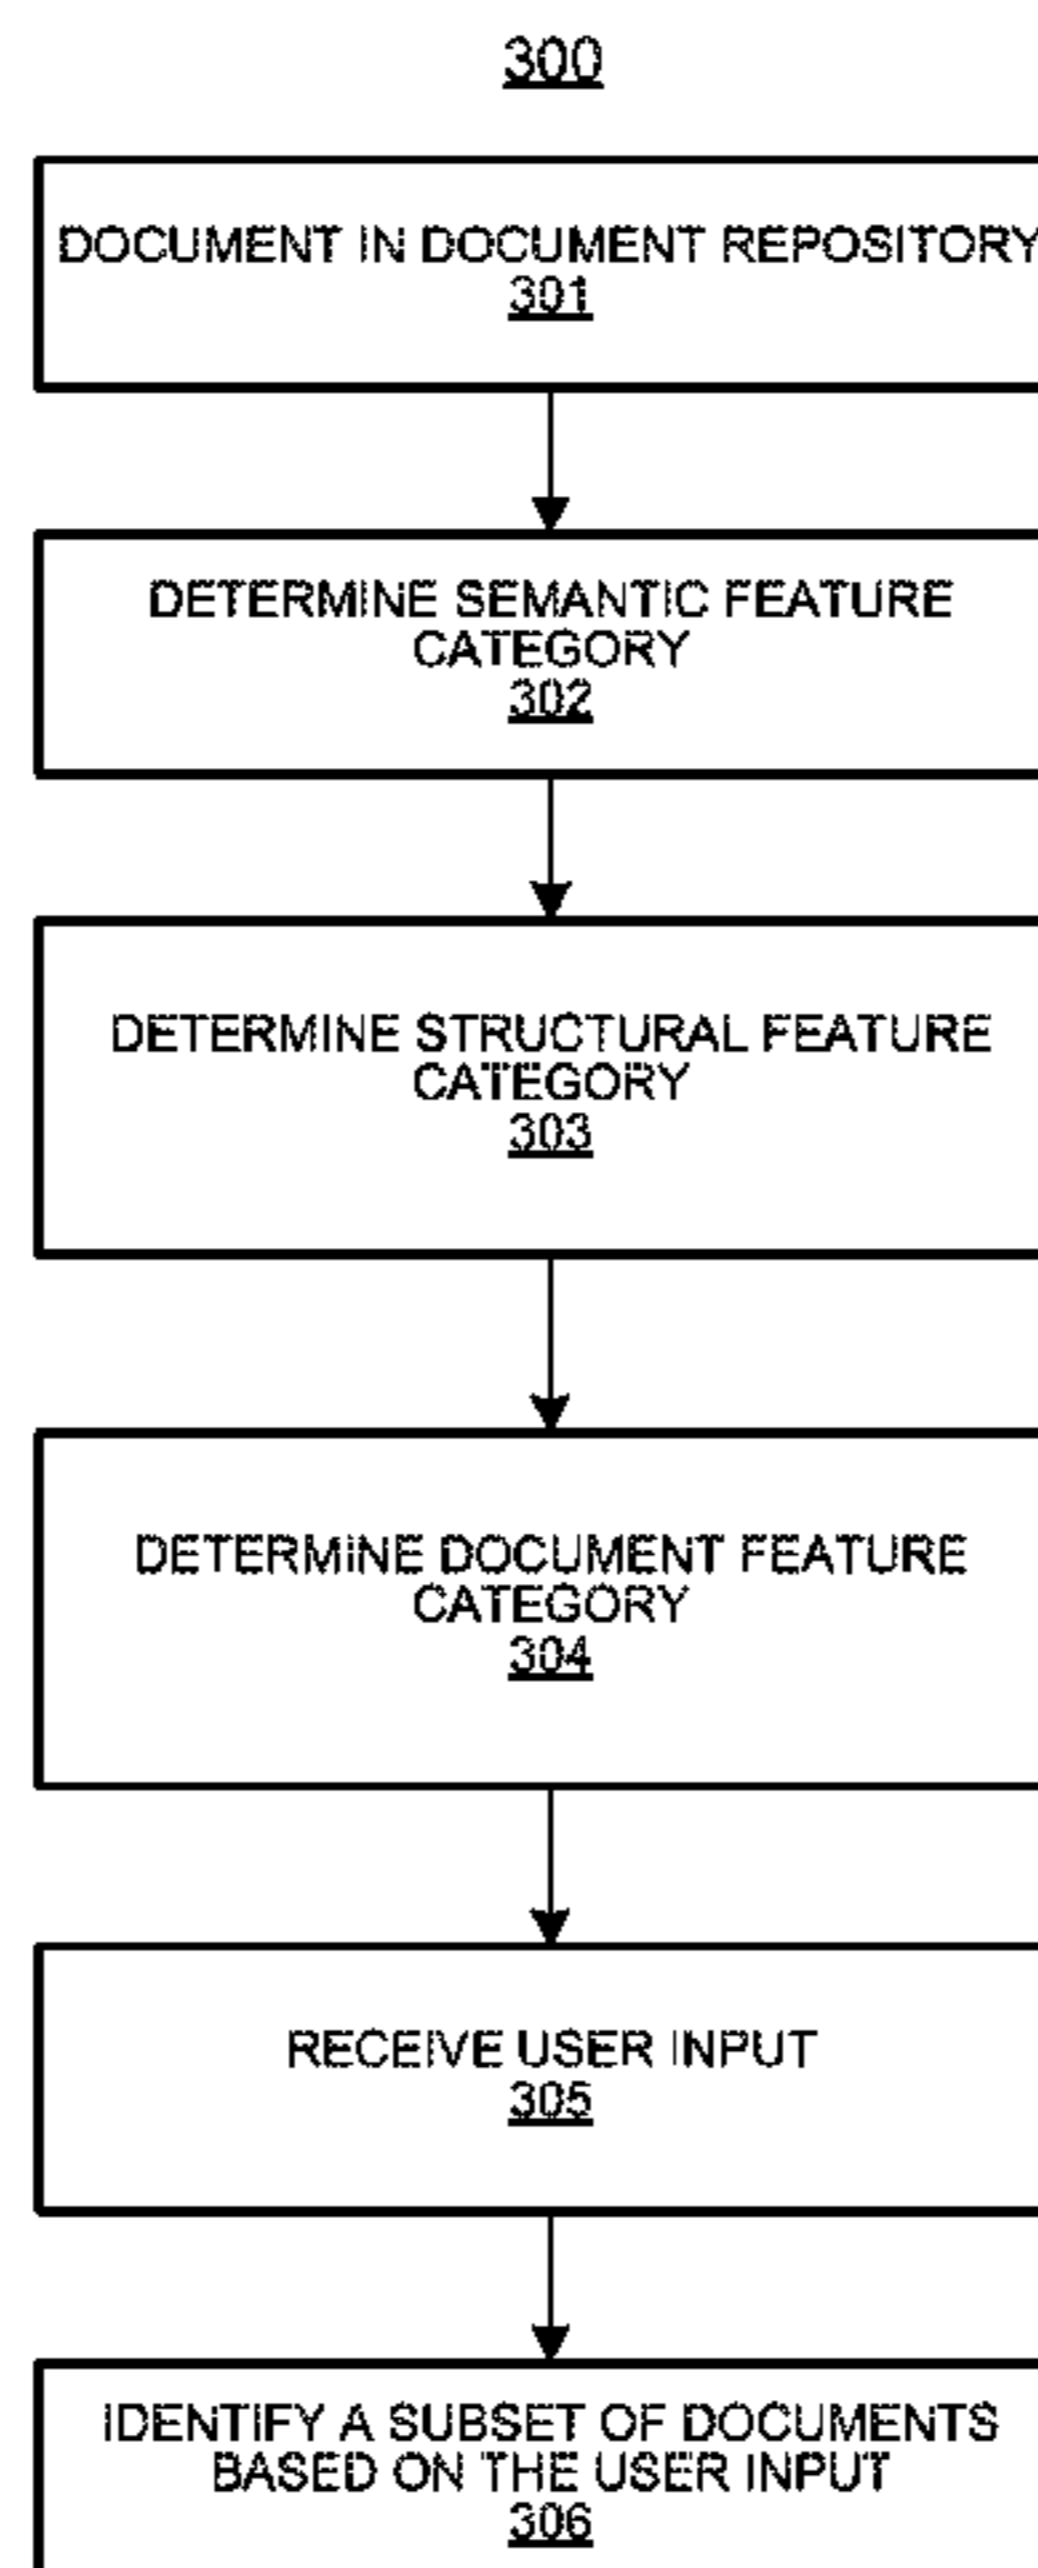 300
DOCUMENT IN DOCUMENT REPOSITORY
301
DETERMINE SEMANTIC FEATURE
CATEGORY
302
DETERMINE STRUCTURAL FEATURE
CATEGORY
303
DETERMINE DOCUMENT FEATURE
CATEGORY
304
RECEIVE USER INPUT
305
IDENTIFY A SUBSET OF DOCUMENTS
BASED ON THE USER INPUT
306